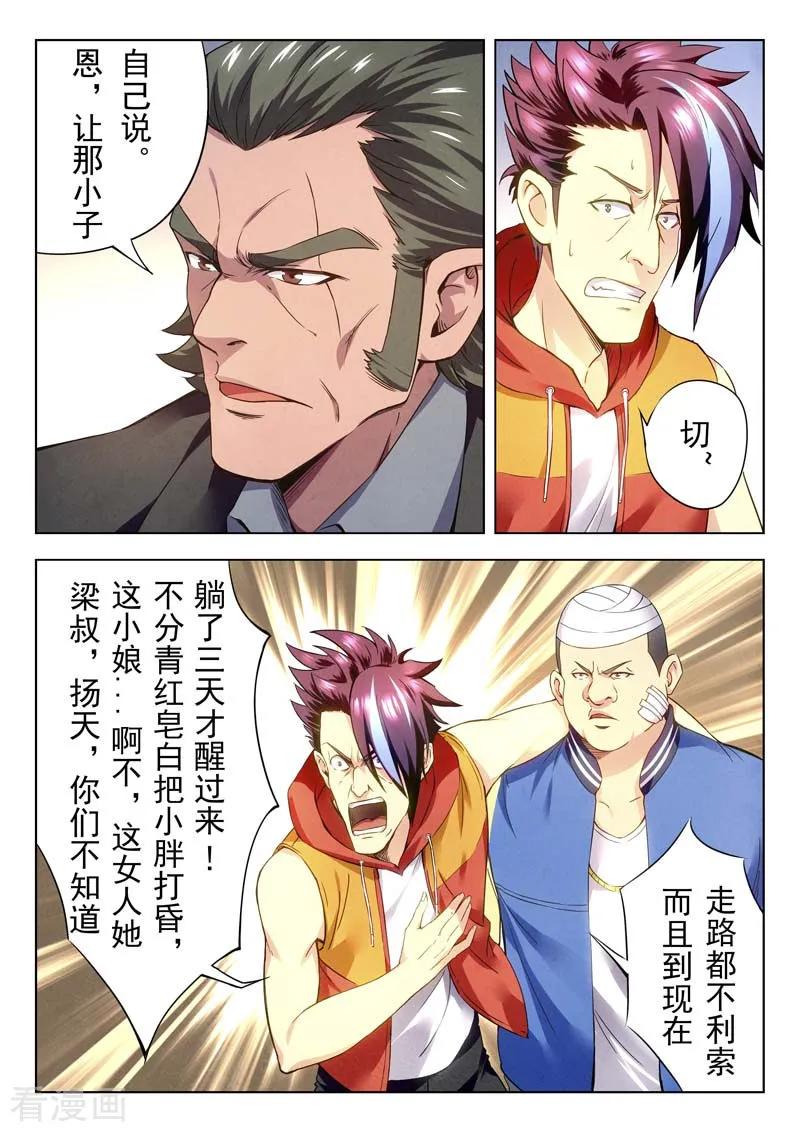 恩，让那小子
自己说。
切~
梁叔，扬天，你们不知道
这小娘...啊不，这女人她
不分青红皂白把小胖打昏，
躺了三天才醒过来！
而且到现在
走路都不利索
看漫画